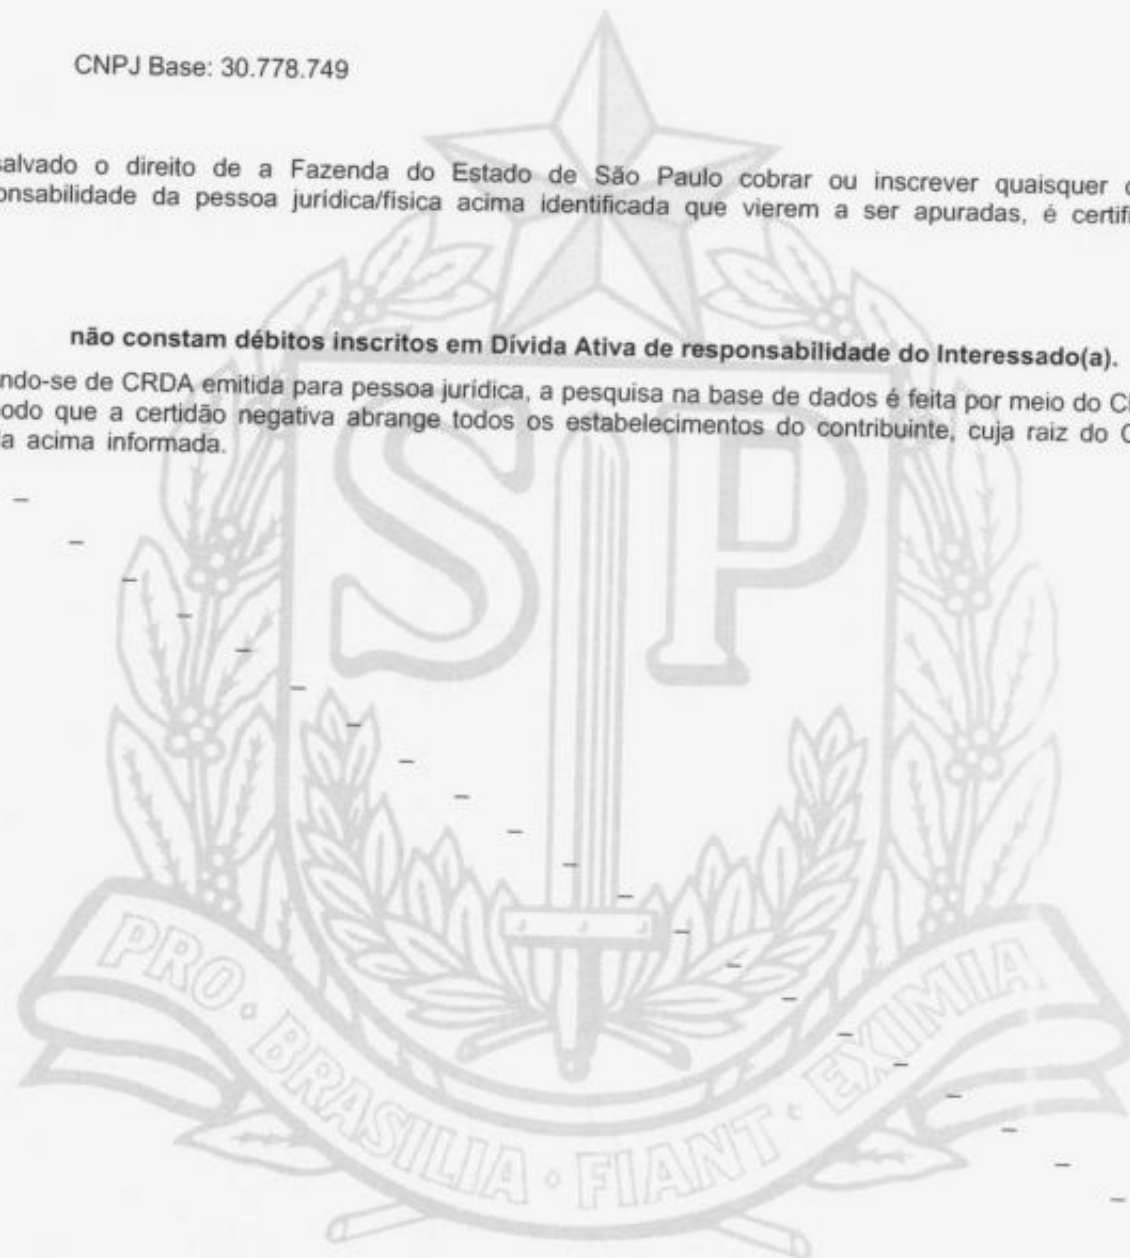 CNPJ Base: 30.778.749
salvado o direito de a Fazenda do Estado de São Paulo cobrar ou inscrever quaisquer
onsabilidade da pessoa jurídica/física acima identificada que vierem a ser apuradas, é certifi
não constam débitos inscritos em Dívida Ativa de responsabilidade do Interessado(a).
ndo-se de CRDA emitida para pessoa jurídica, a pesquisa na base de dados é feita por meio do C
odo que a certidão negativa abrange todos os estabelecimentos do contribuinte, cuja raiz do C
a acima informada.
SP
PRO · BRASILIA · FIANT · EXIMIA